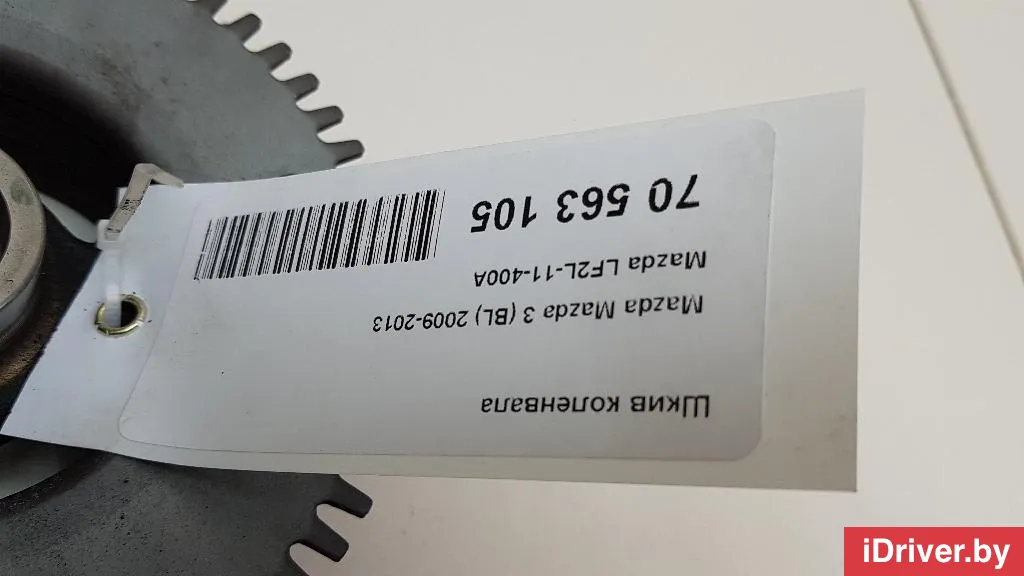 Шкив коленвала
Mazda Mazda 3 (BL) 2009-2013
Mazda LF2L-11-400A
70 563 105
iDriver.by